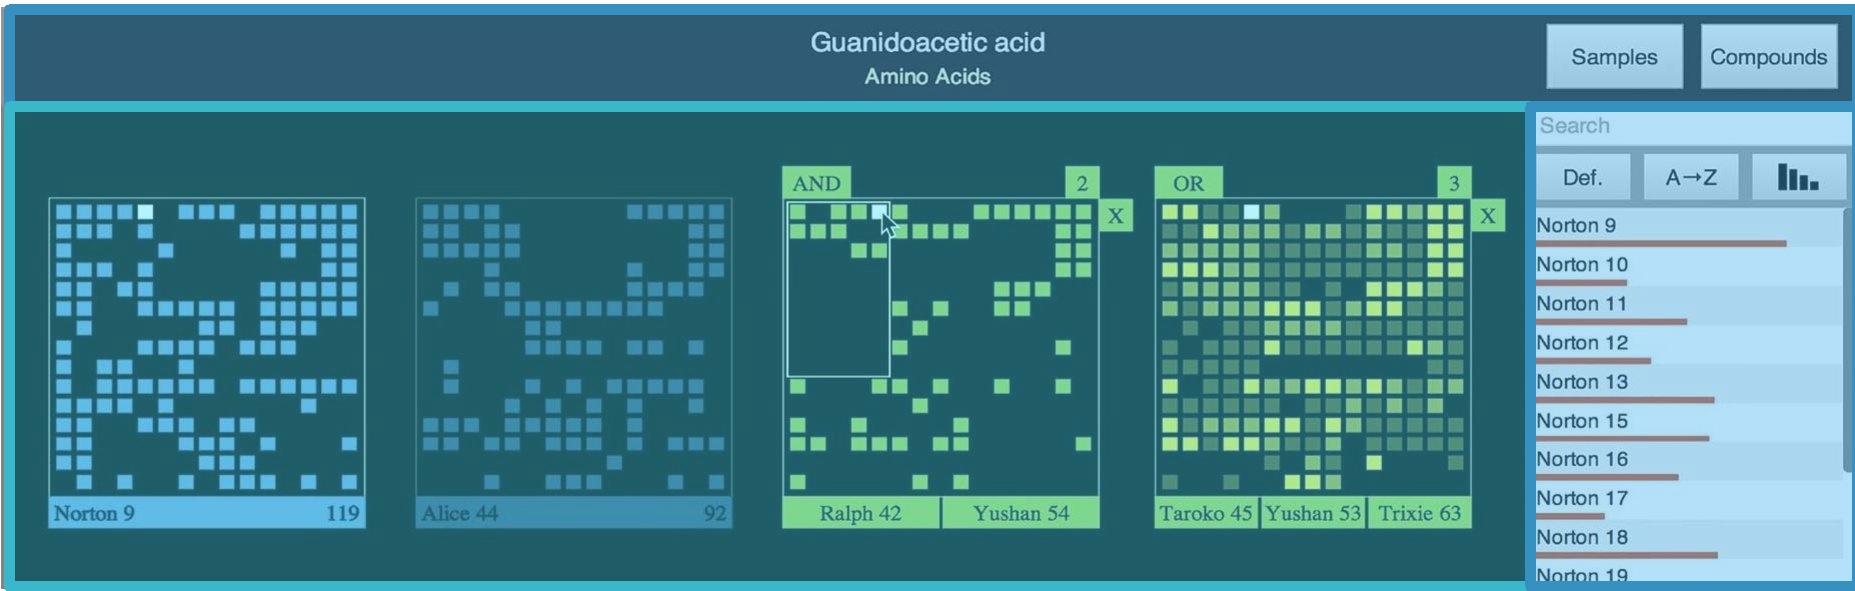 Guanidoacetic acid
Amino Acids
Samples
Compounds
Search
Def.
A→Z
AND
2
X
OR
3
X
Norton 9
119
Alice 44
92
Ralph 42
Yushan 54
Taroko 45
Yushan 53
Trixie 63
Norton 9
Norton 10
Norton 11
Norton 12
Norton 13
Norton 15
Norton 16
Norton 17
Norton 18
Norton 19